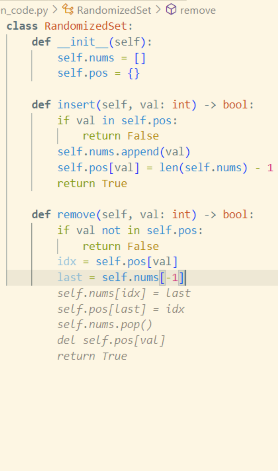 n_code.py > RandomizedSet > remove
class RandomizedSet:
    def __init__(self):
        self.nums = []
        self.pos = {}

    def insert(self, val: int) -> bool:
        if val in self.pos:
            return False
        self.nums.append(val)
        self.pos[val] = len(self.nums) - 1
        return True

    def remove(self, val: int) -> bool:
        if val not in self.pos:
            return False
        idx = self.pos[val]
        last = self.nums[-1]
        self.nums[idx] = last
        self.pos[last] = idx
        self.nums.pop()
        del self.pos[val]
        return True